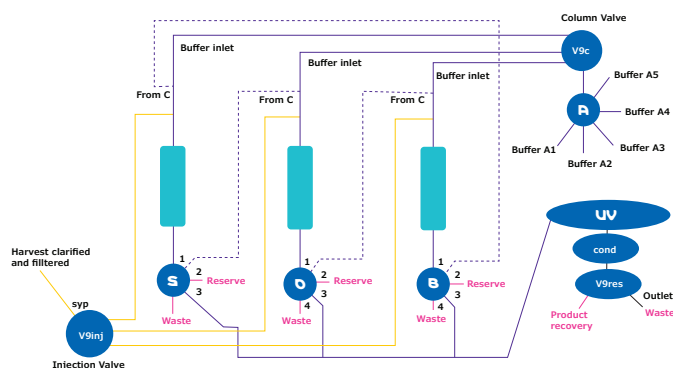 Column Valve
V9c
Buffer inlet
Buffer inlet
Buffer inlet
From C
From C
From C
Buffer A5
Buffer A4
Buffer A3
Buffer A2
Buffer A1
A
UV
cond
V9res
Outlet
Waste
Product
recovery
Harvest clarified
and filltered
syp
V9inj
Injection Valve
S
1
2
3
Reserve
Waste
D
1
2
3
4
Reserve
Waste
B
1
2
3
4
Reserve
Waste